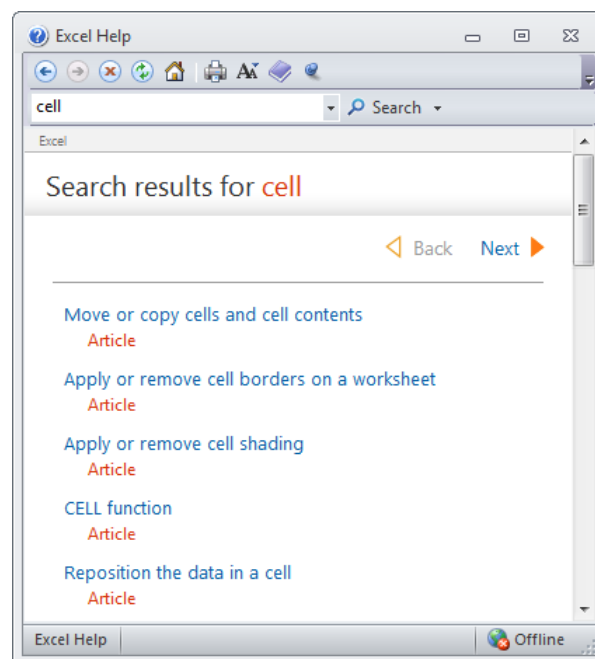 Excel Help
cell
Search
Excel
Search results for cell
Back Next
Move or copy cells and cell contents
Article
Apply or remove cell borders on a worksheet
Article
Apply or remove cell shading
Article
CELL function
Article
Reposition the data in a cell
Article
Excel Help Offline